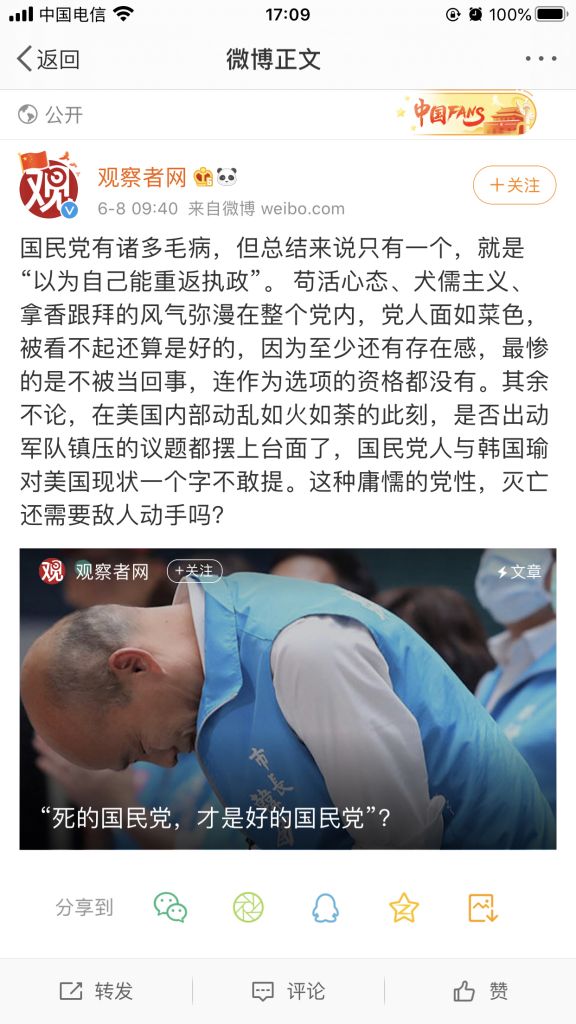 中国电信
17:09
100%
返回
微博正文
公开
中国FANS
观
观察者网
6-8 09:40 来自微博 weibo.com
+关注
国民党有诸多毛病，但总结来说只有一个，就是
“以为自己能重返执政”。 苟活心态、犬儒主义、
拿香跟拜的风气弥漫在整个党内，党人面如菜色，
被看不起还算是好的，因为至少还有存在感，最惨
的是不被当回事，连作为选项的资格都没有。其余
不论，在美国内部动乱如火如荼的此刻，是否出动
军队镇压的议题都摆上台面了，国民党人与韩国瑜
对美国现状一个字不敢提。这种庸懦的党性，灭亡
还需要敌人动手吗？
观
观察者网
+关注
文章
市長
“死的国民党，才是好的国民党”？
分享到
转发
评论
赞